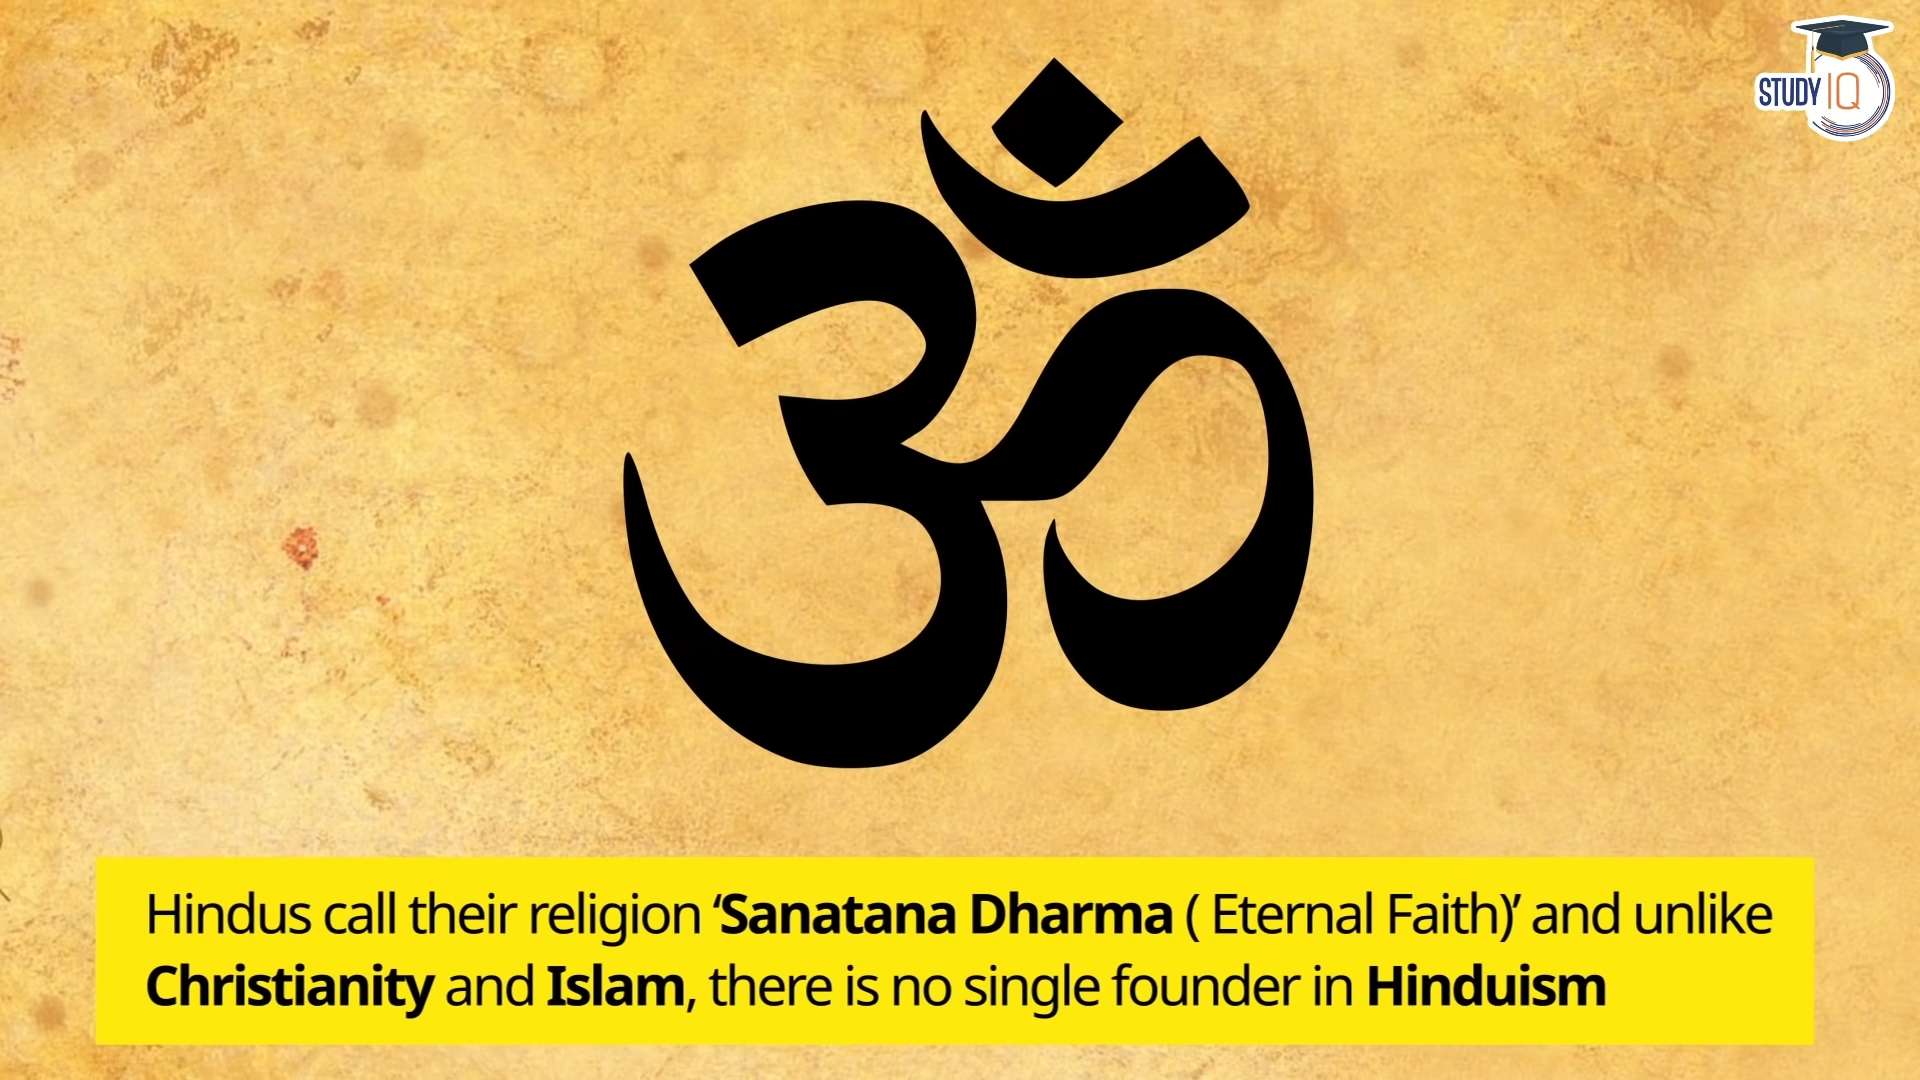 STUDY IQ
ॐ
Hindus call their religion ‘Sanatana Dharma ( Eternal Faith)’ and unlike
Christianity and Islam, there is no single founder in Hinduism